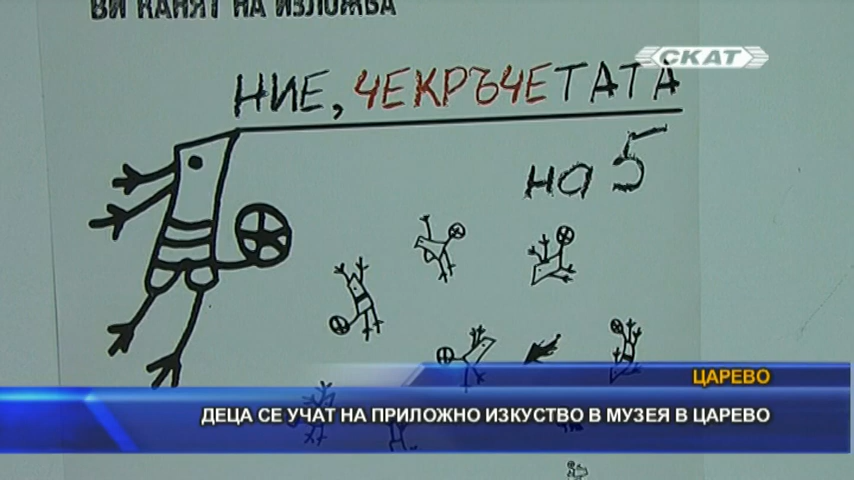 ВИ КАНЯТ НА ИЗЛОЖБА
СКАТ
НИЕ, ЧЕКРЪЧЕТАТА
на 5
ЦАРЕВО
ДЕЦА СЕ УЧАТ НА ПРИЛОЖНО ИЗКУСТВО В МУЗЕЯ В ЦАРЕВО